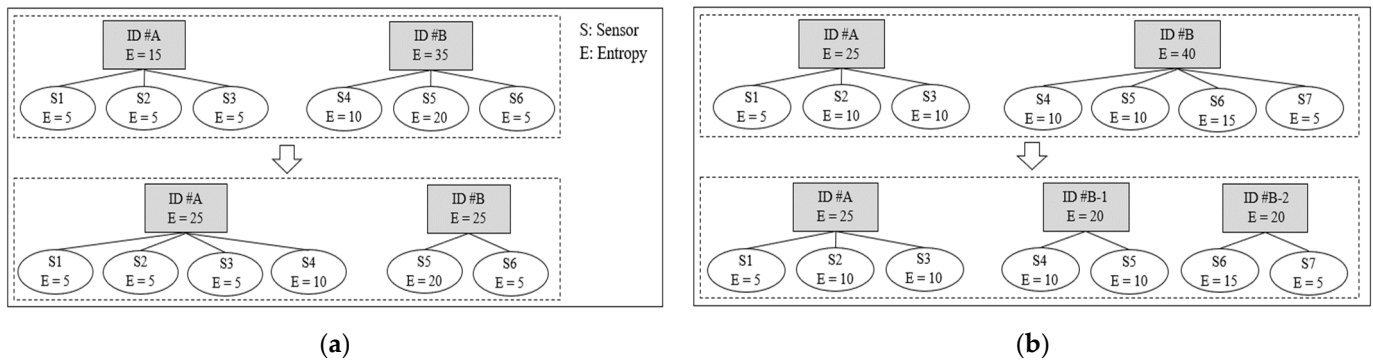 ID #A
E = 15
ID #B
E = 35
S: Sensor
E: Entropy
S1
E = 5
S2
E = 5
S3
E = 5
S4
E = 10
S5
E = 20
S6
E = 5
ID #A
E = 25
ID #B
E = 25
S1
E = 5
S2
E = 5
S3
E = 5
S4
E = 10
S5
E = 20
S6
E = 5
(a)
ID #A
E = 25
ID #B
E = 40
S1
E = 5
S2
E = 10
S3
E = 10
S4
E = 10
S5
E = 10
S6
E = 15
S7
E = 5
ID #A
E = 25
ID #B-1
E = 20
ID #B-2
E = 20
S1
E = 5
S2
E = 10
S3
E = 10
S4
E = 10
S5
E = 10
S6
E = 15
S7
E = 5
(b)